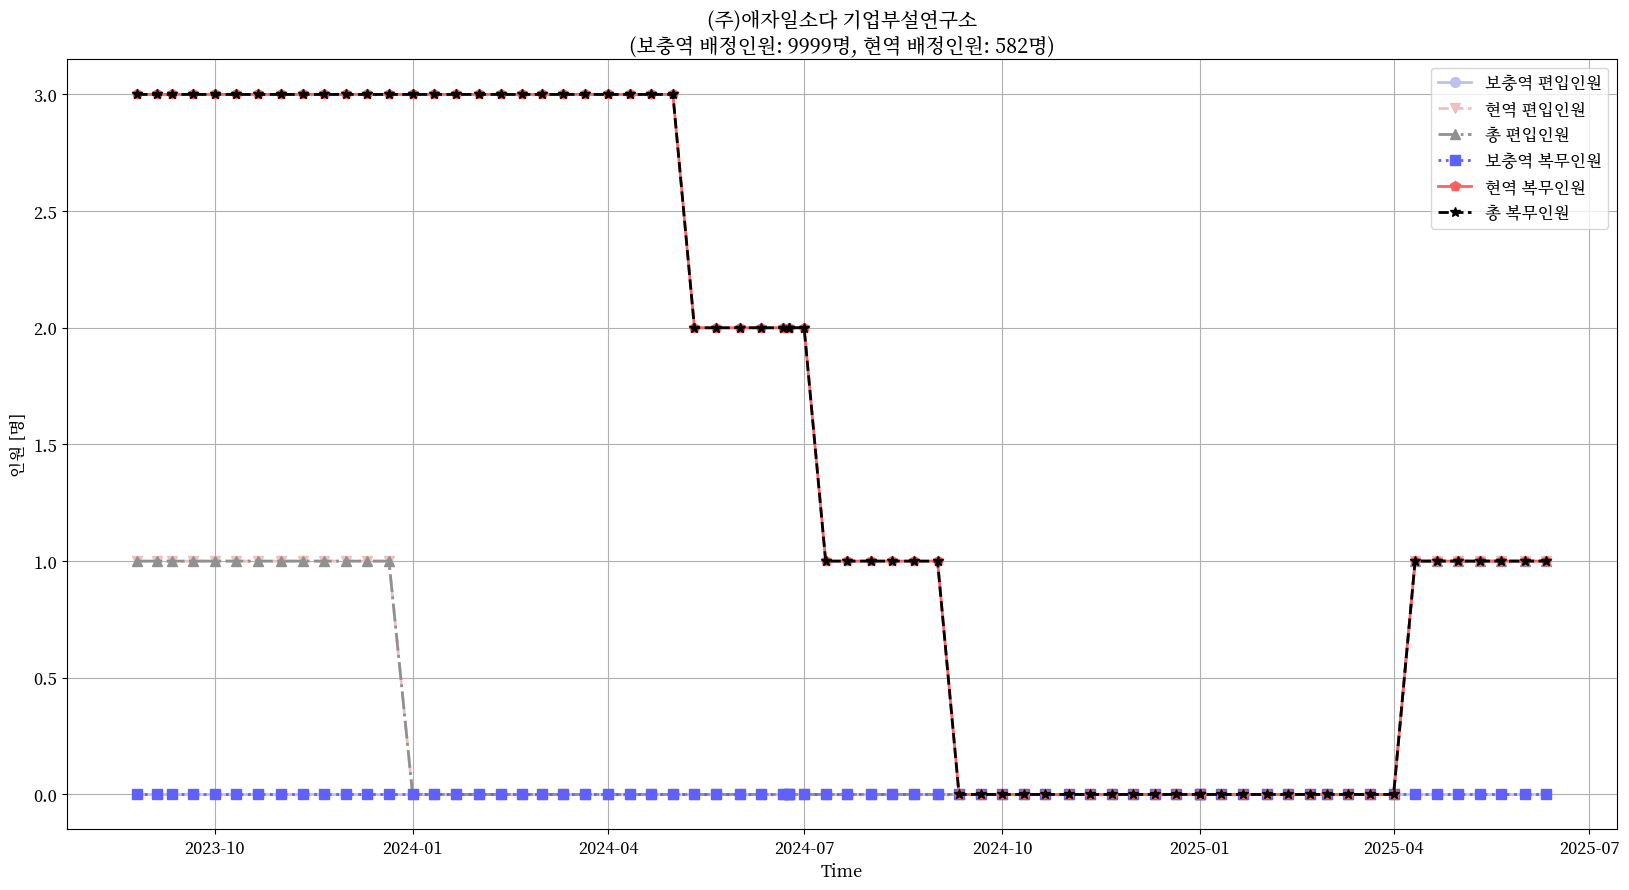 (주)애자일소다 기업부설연구소
(보충역 배정인원: 9999명, 현역 배정인원: 582명)
보충역 편입인원
현역 편입인원
총 편입인원
보충역 복무인원
현역 복무인원
총 복무인원
인원 [명]
3.0
2.5
2.0
1.5
1.0
0.5
0.0
2023-10
2024-01
2024-04
2024-07
2024-10
2025-01
2025-04
2025-07
Time